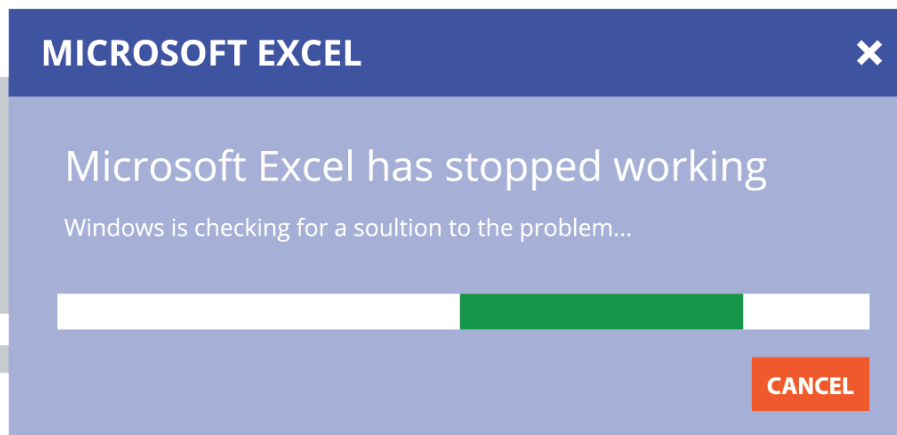 MICROSOFT EXCEL
Microsoft Excel has stopped working
Windows is checking for a soultion to the problem...
CANCEL